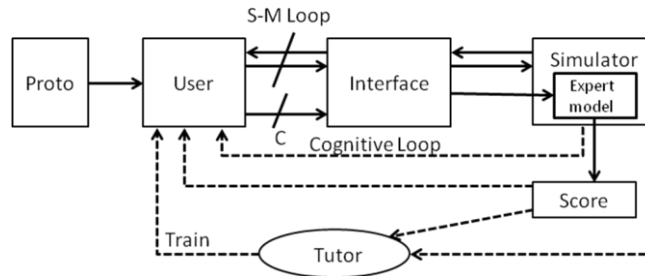 S-M Loop
Proto
User
Interface
Simulator
Expert
model
C
Cognitive Loop
Score
Train
Tutor